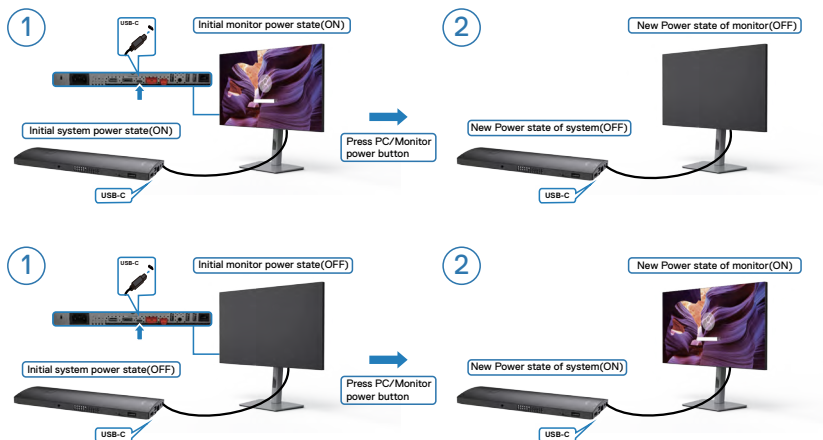 1
USB-C
Initial monitor power state(ON)
Initial system power state(ON)
USB-C
Press PC/Monitor
power button
2
New Power state of monitor(OFF)
New Power state of system(OFF)
USB-C
1
USB-C
Initial monitor power state(OFF)
Initial system power state(OFF)
USB-C
Press PC/Monitor
power button
2
New Power state of monitor(ON)
New Power state of system(ON)
USB-C